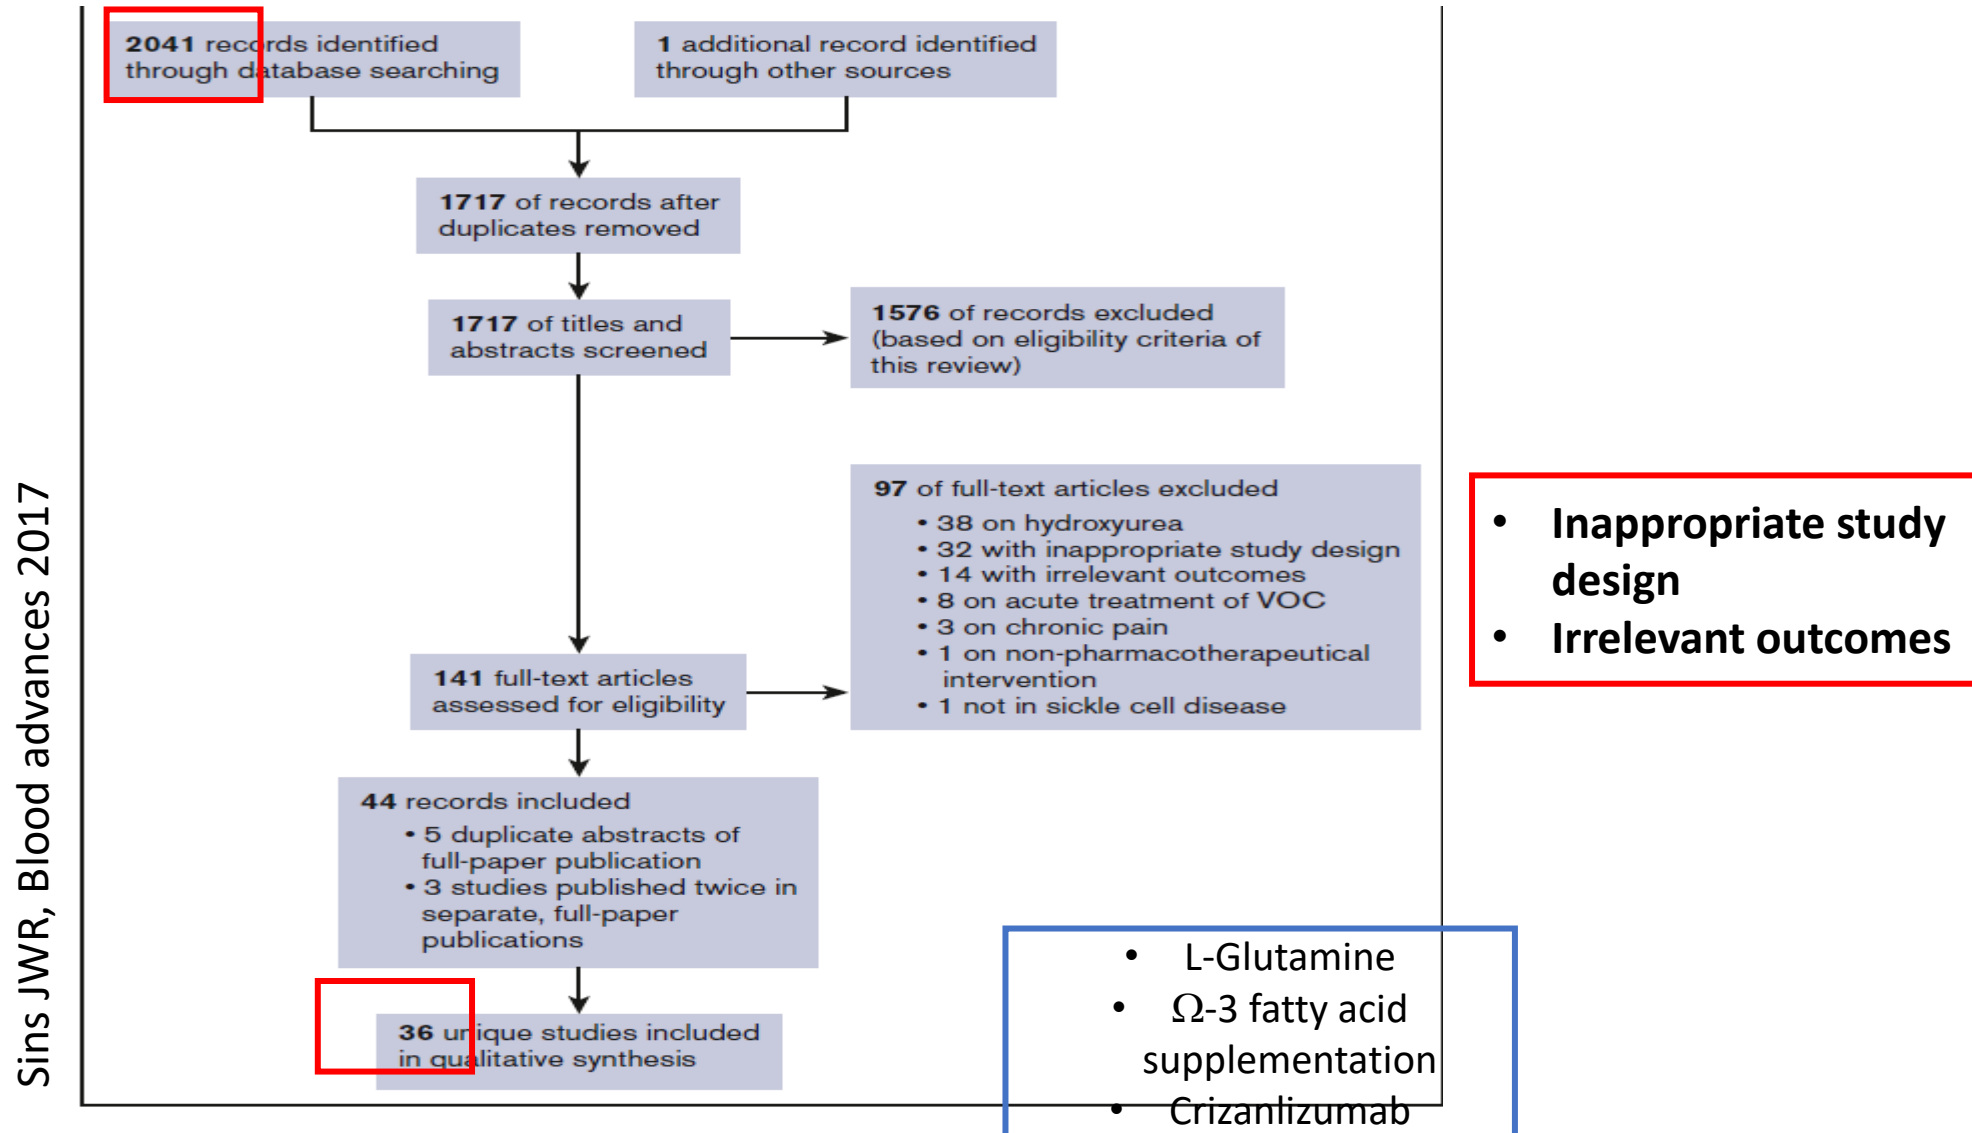 2041 records identified
through database searching
1 additional record identified
through other sources
1717 of records after
duplicates removed
1717 of titles and
abstracts screened
1576 of records excluded
(based on eligibility criteria of
this review)
97 of full-text articles excluded
• 38 on hydroxyurea
• 32 with inappropriate study design
• 14 with irrelevant outcomes
• 8 on acute treatment of VOC
• 3 on chronic pain
• 1 on non-pharmacotherapeutical
intervention
• 1 not in sickle cell disease
141 full-text articles
assessed for eligibility
44 records included
• 5 duplicate abstracts of
full-paper publication
• 3 studies published twice in
separate, full-paper
publications
36 unique studies included
in qualitative synthesis
Sins JWR, Blood advances 2017
• Inappropriate study
design
• Irrelevant outcomes
• L-Glutamine
• Ω-3 fatty acid
supplementation
• Crizanlizumab